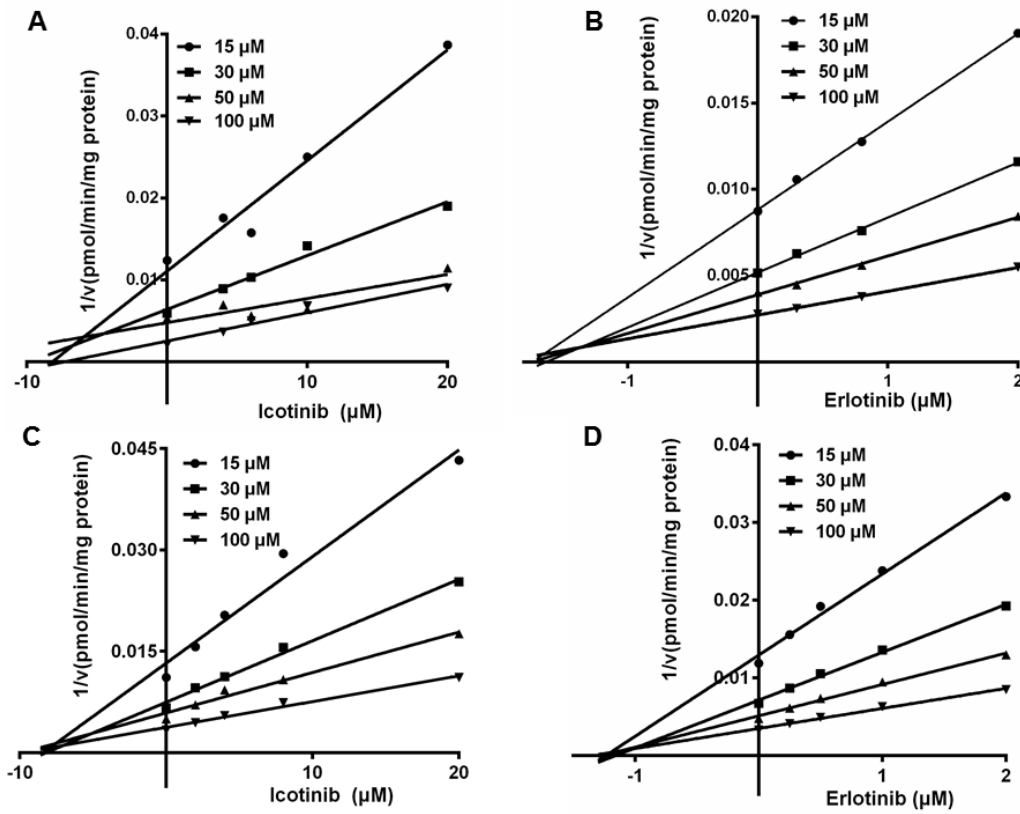 A
1/v(pmol/min/mg protein)
0.04
0.03
0.02
0.01
15 µM
30 µM
50 µM
100 µM
-10
10
20
Icotinib (µM)
B
1/v(pmol/min/mg protein)
0.020
0.015
0.010
0.005
15 µM
30 µM
50 µM
100 µM
-1
1
2
Erlotinib (µM)
C
1/v(pmol/min/mg protein)
0.045
0.030
0.015
15 µM
30 µM
50 µM
100 µM
-10
10
20
Icotinib (µM)
D
1/v(pmol/min/mg protein)
0.04
0.03
0.02
0.01
15 µM
30 µM
50 µM
100 µM
-1
1
2
Erlotinib (µM)